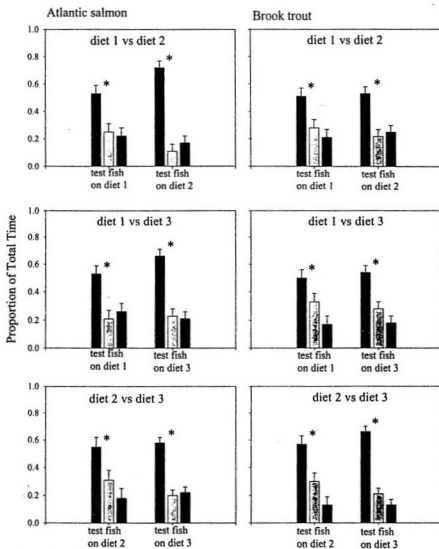 Atlantic salmon Brook trout
diet 1 vs diet 2 diet 1 vs diet 2
1.0
0.8
0.6
0.4
0.2
0.0
* * * *
test fish on diet 1 test fish on diet 2 test fish on diet 1 test fish on diet 2
Proportion of Total Time
diet 1 vs diet 3 diet 1 vs diet 3
1.0
0.8
0.6
0.4
0.2
0.0
* * * *
test fish on diet 1 test fish on diet 3 test fish on diet 1 test fish on diet 3
diet 2 vs diet 3 diet 2 vs diet 3
1.0
0.8
0.6
0.4
0.2
0.0
* * * *
test fish on diet 2 test fish on diet 3 test fish on diet 2 test fish on diet 3